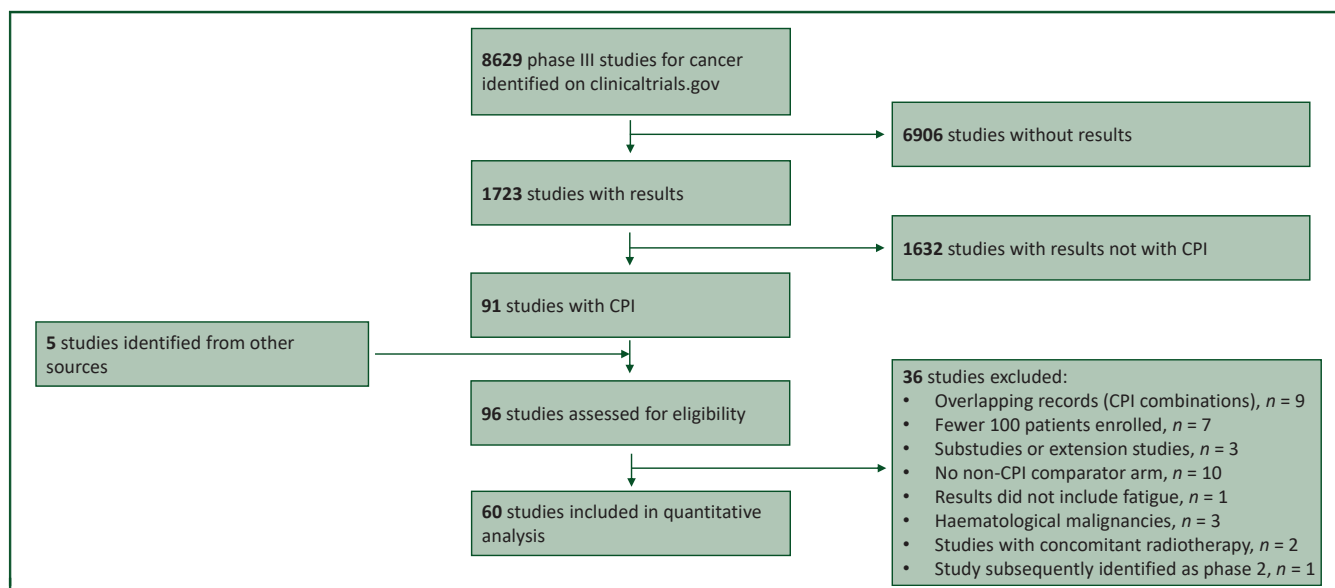 8629 phase III studies for cancer
identified on clinicaltrials.gov
6906 studies without results
1723 studies with results
1632 studies with results not with CPI
91 studies with CPI
5 studies identified from other
sources
96 studies assessed for eligibility
36 studies excluded:
• Overlapping records (CPI combinations), n = 9
• Fewer 100 patients enrolled, n = 7
• Substudies or extension studies, n = 3
• No non-CPI comparator arm, n = 10
• Results did not include fatigue, n = 1
• Haematological malignancies, n = 3
• Studies with concomitant radiotherapy, n = 2
• Study subsequently identified as phase 2, n = 1
60 studies included in quantitative
analysis